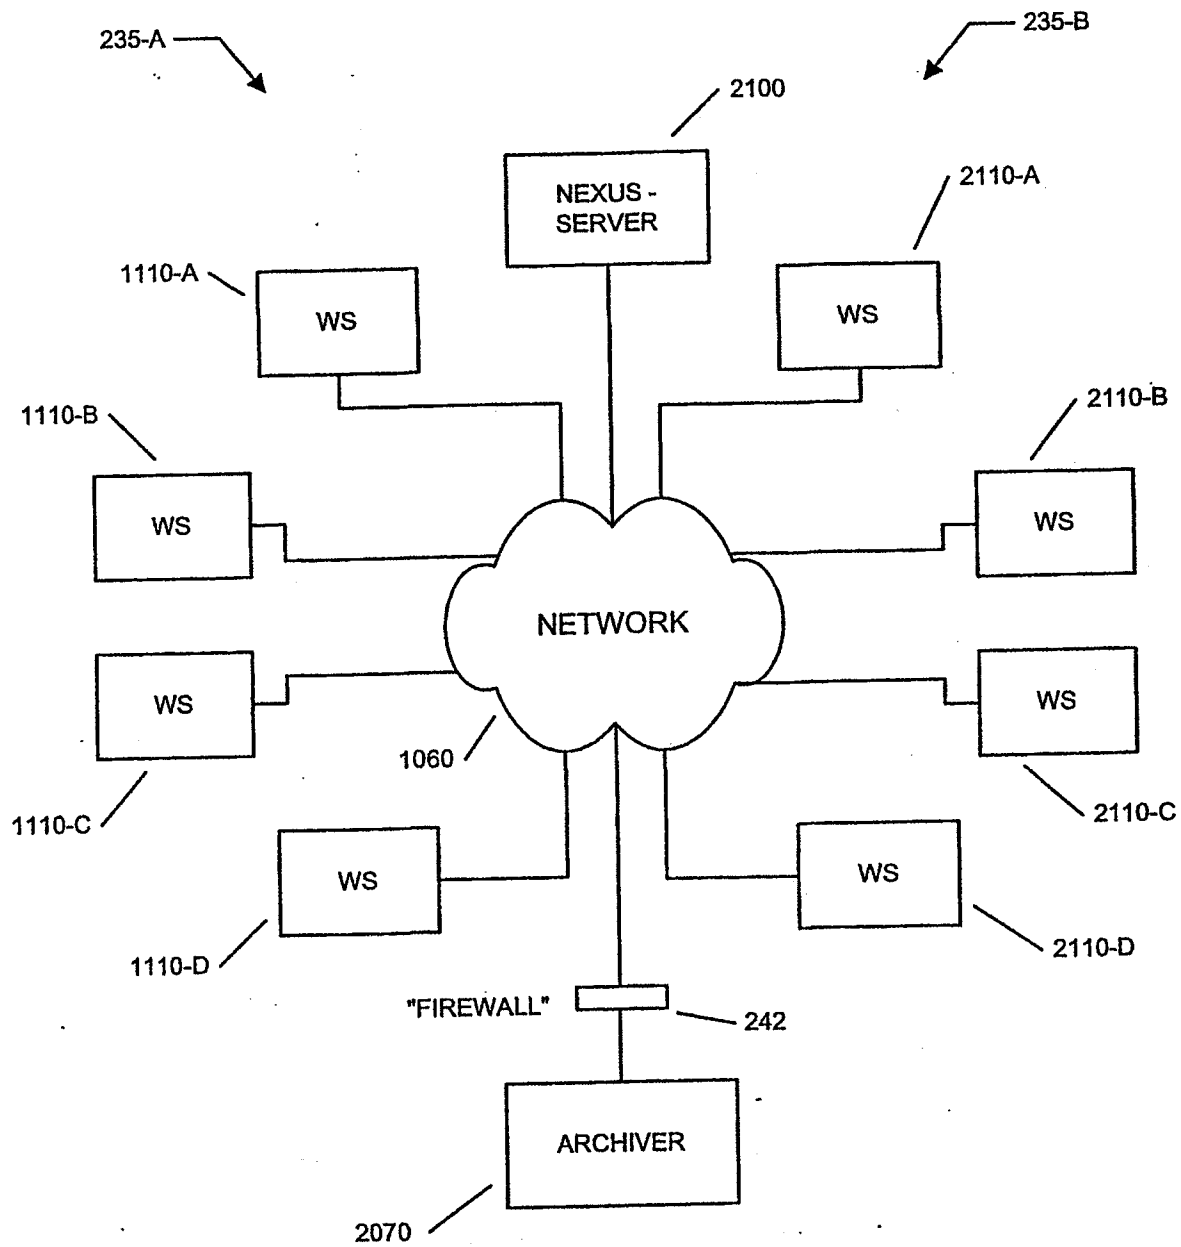 235-A
235-B
2100
NEXUS -
SERVER
2110-A
1110-A
WS
WS
1110-B
2110-B
WS
WS
NETWORK
WS
WS
1060
1110-C
2110-C
WS
WS
1110-D
2110-D
"FIREWALL"
242
ARCHIVER
2070